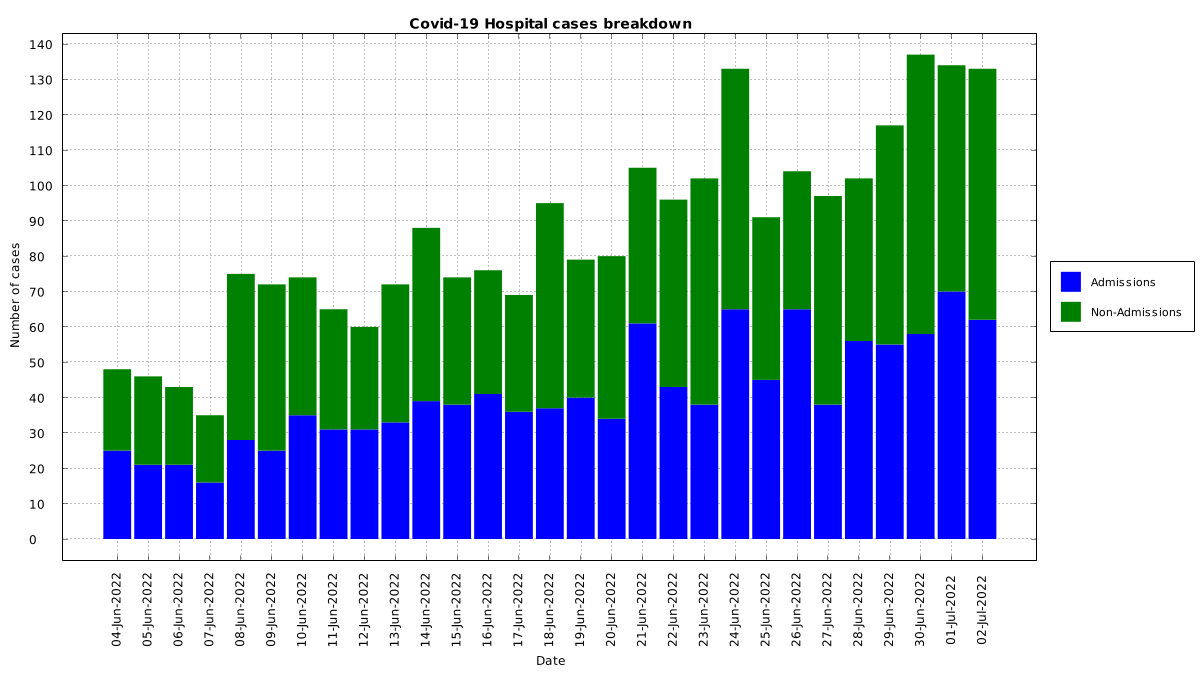 Covid-19 Hospital cases breakdown
140
130
120
110
100
90
80
70
60
50
40
30
20
10
0
Number of cases
04-Jun-2022
05-Jun-2022
06-Jun-2022
07-Jun-2022
08-Jun-2022
09-Jun-2022
10-Jun-2022
11-Jun-2022
12-Jun-2022
13-Jun-2022
14-Jun-2022
15-Jun-2022
16-Jun-2022
17-Jun-2022
18-Jun-2022
19-Jun-2022
20-Jun-2022
21-Jun-2022
22-Jun-2022
23-Jun-2022
24-Jun-2022
25-Jun-2022
26-Jun-2022
27-Jun-2022
28-Jun-2022
29-Jun-2022
30-Jun-2022
01-Jul-2022
02-Jul-2022
Date
Admissions
Non-Admissions